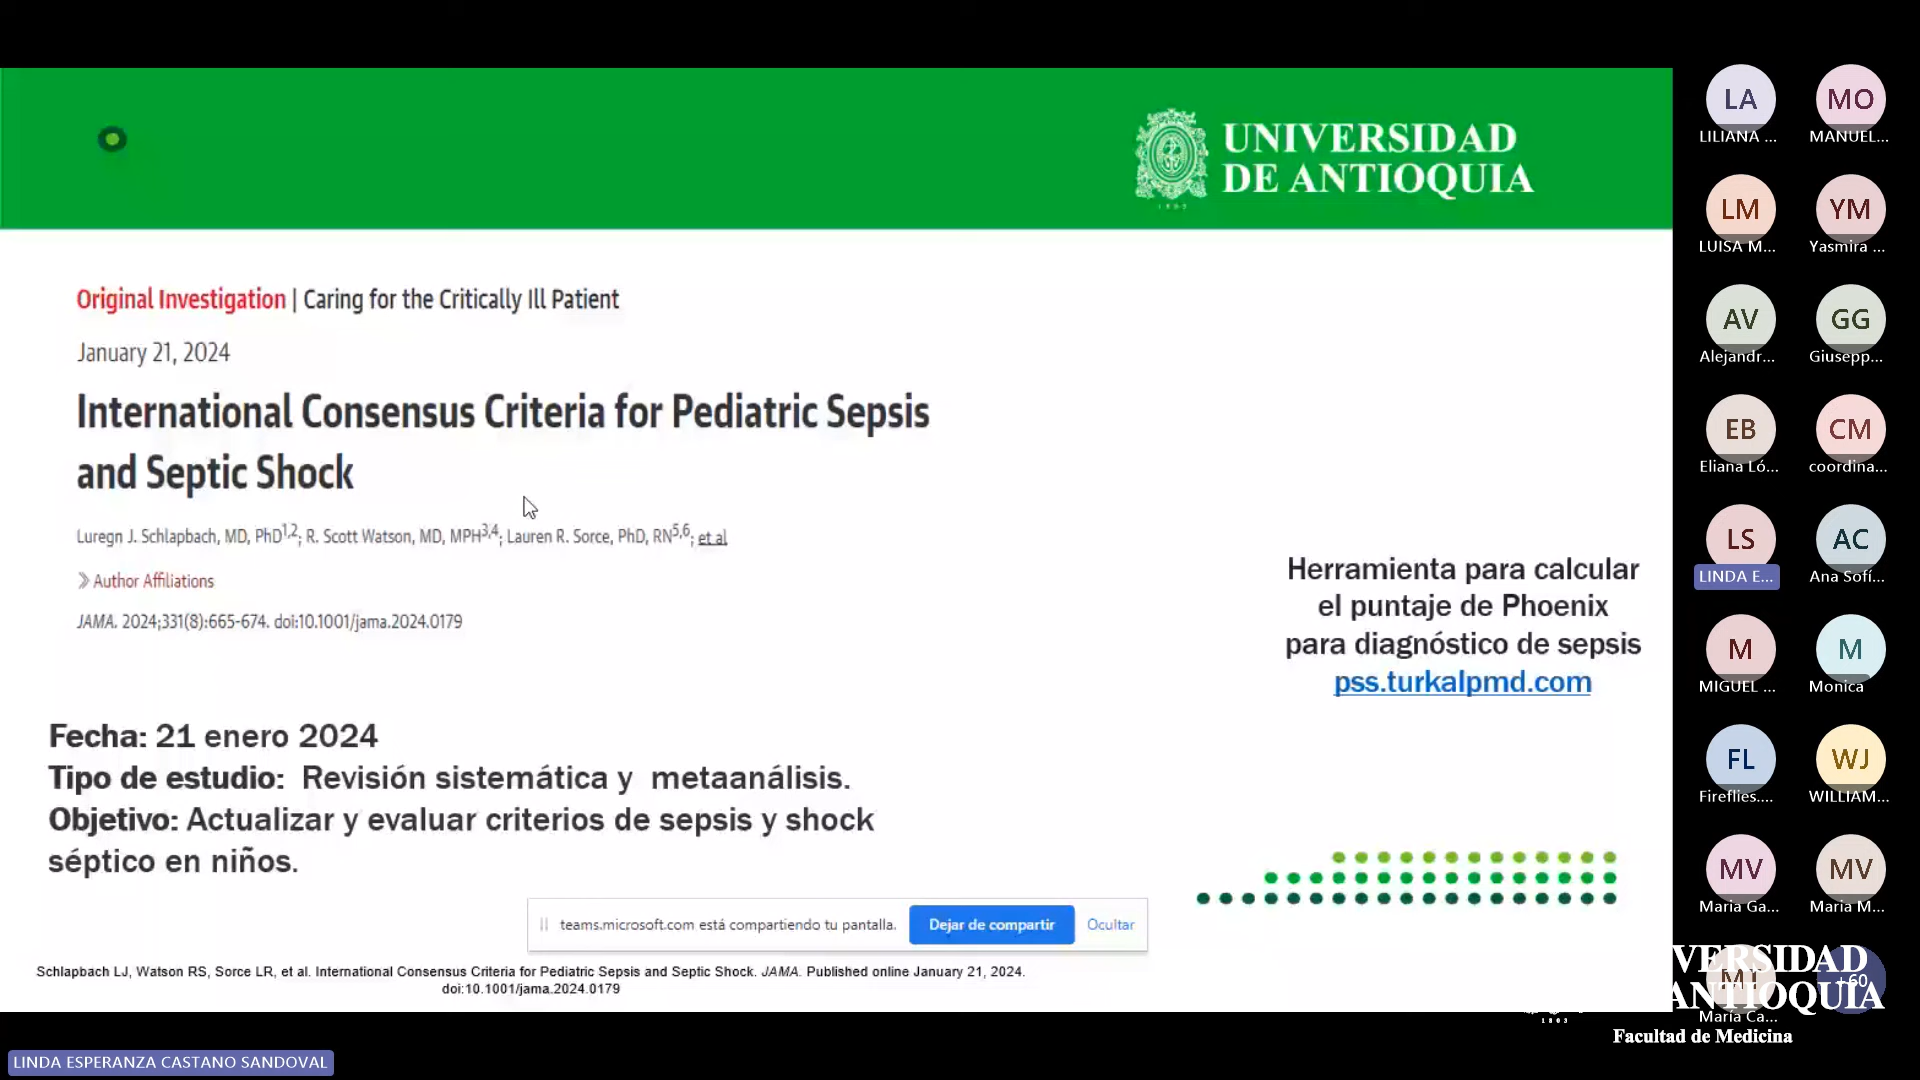 UNIVERSIDAD
DE ANTIOQUIA
1803
Original Investigation | Caring for the Critically Ill Patient
January 21, 2024
International Consensus Criteria for Pediatric Sepsis
and Septic Shock
Luregn J. Schlapbach, MD, PhD1,2; R. Scott Watson, MD, MPH3,4; Lauren R. Sorce, PhD, RN5,6; et al
Author Affiliations
JAMA. 2024;331(8):665-674. doi:10.1001/jama.2024.0179
Herramienta para calcular
el puntaje de Phoenix
para diagnóstico de sepsis
pss.turkalpmd.com
Fecha: 21 enero 2024
Tipo de estudio: Revisión sistemática y metaanálisis.
Objetivo: Actualizar y evaluar criterios de sepsis y shock
séptico en niños.
teams.microsoft.com está compartiendo tu pantalla. Dejar de compartir Ocultar
Schlapbach LJ, Watson RS, Sorce LR, et al. International Consensus Criteria for Pediatric Sepsis and Septic Shock. JAMA. Published online January 21, 2024.
doi:10.1001/jama.2024.0179
LINDA ESPERANZA CASTANO SANDOVAL
LA MO
LILIANA ... MANUEL...
LM YM
LUISA M... Yasmira ...
AV GG
Alejandr... Giusepp...
EB CM
Eliana Ló... coordina...
LS AC
LINDA E... Ana Sofí...
M M
MIGUEL ... Monica
FL WJ
Fireflies.... WILLIAM...
MV MV
Maria Ga... Maria M...
+60
María Ca...
VERSIDAD
ANTIOQUIA
1803
Facultad de Medicina